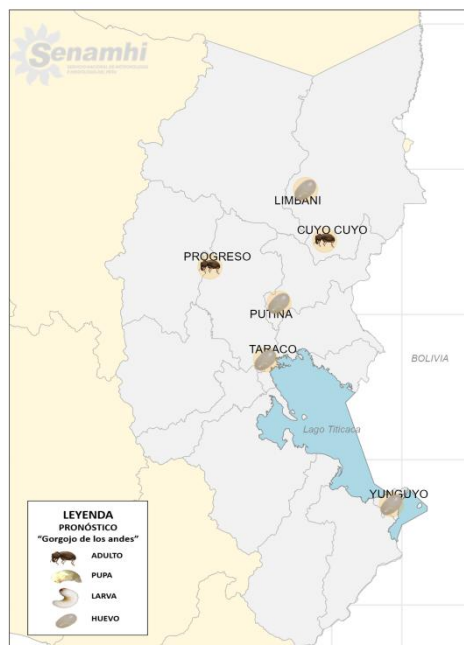 Senamhi
LIMBANI
CUYO CUYO
PROGRESO
PUTINA
TARACO
BOLIVIA
Lago Titicaca
YUNGUYO
LEYENDA
PRONÓSTICO
"Gorgojo de los andes"
ADULTO
PUPA
LARVA
HUEVO